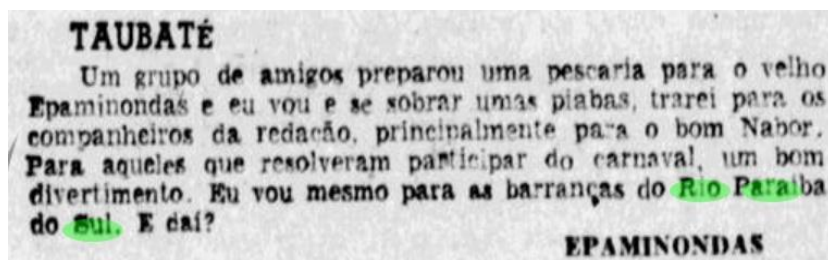 TAUBATÉ
Um grupo de amigos preparou uma pescaria para o velho
Epaminondas e eu vou e se sobrar umas piabas, trarei para os
companheiros da redação, principalmente para o bom Nabor.
Para aqueles que resolveram participar do carnaval, um bom
divertimento. Eu vou mesmo para as barranças do Rio Paraiba
do Sul. E daí?
EPAMINONDAS